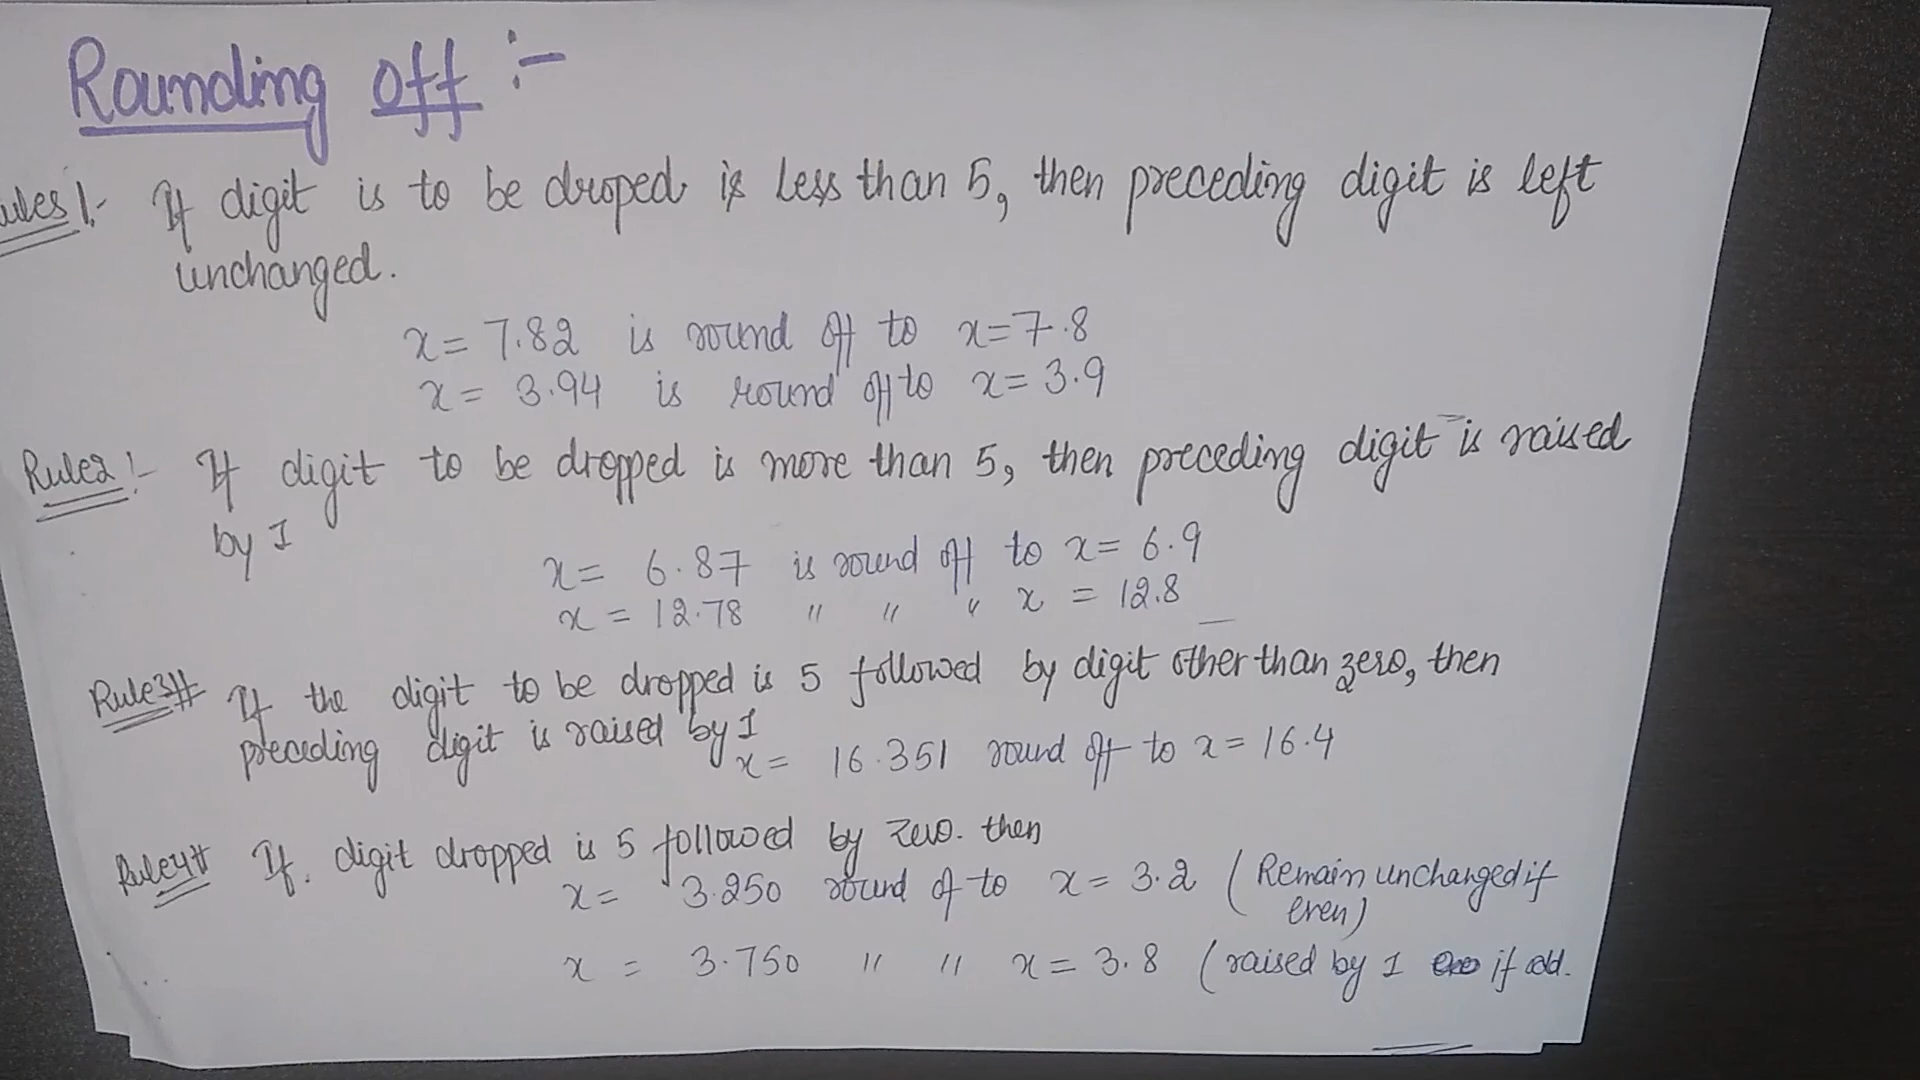 Rounding off :-
ules 1:- If digit is to be droped is less than 5, then preceding digit is left
unchanged.
x = 7.82 is round off to x=7.8
x = 3.94 is round off to x= 3.9
Rule2:- If digit to be dropped is more than 5, then preceding digit is raised
by 1
x= 6.87 is round off to x= 6.9
x = 12.78 " " " x = 12.8
Rule3# If the digit to be dropped is 5 followed by digit other than zero, then
preceding digit is raised by 1
x= 16.351 round off to x= 16.4
Rule4# If. digit dropped is 5 followed by zero. then
x= 3.250 round of to x= 3.2 (Remain unchanged if
even)
x = 3.750 " " x= 3.8 (raised by 1 if odd.